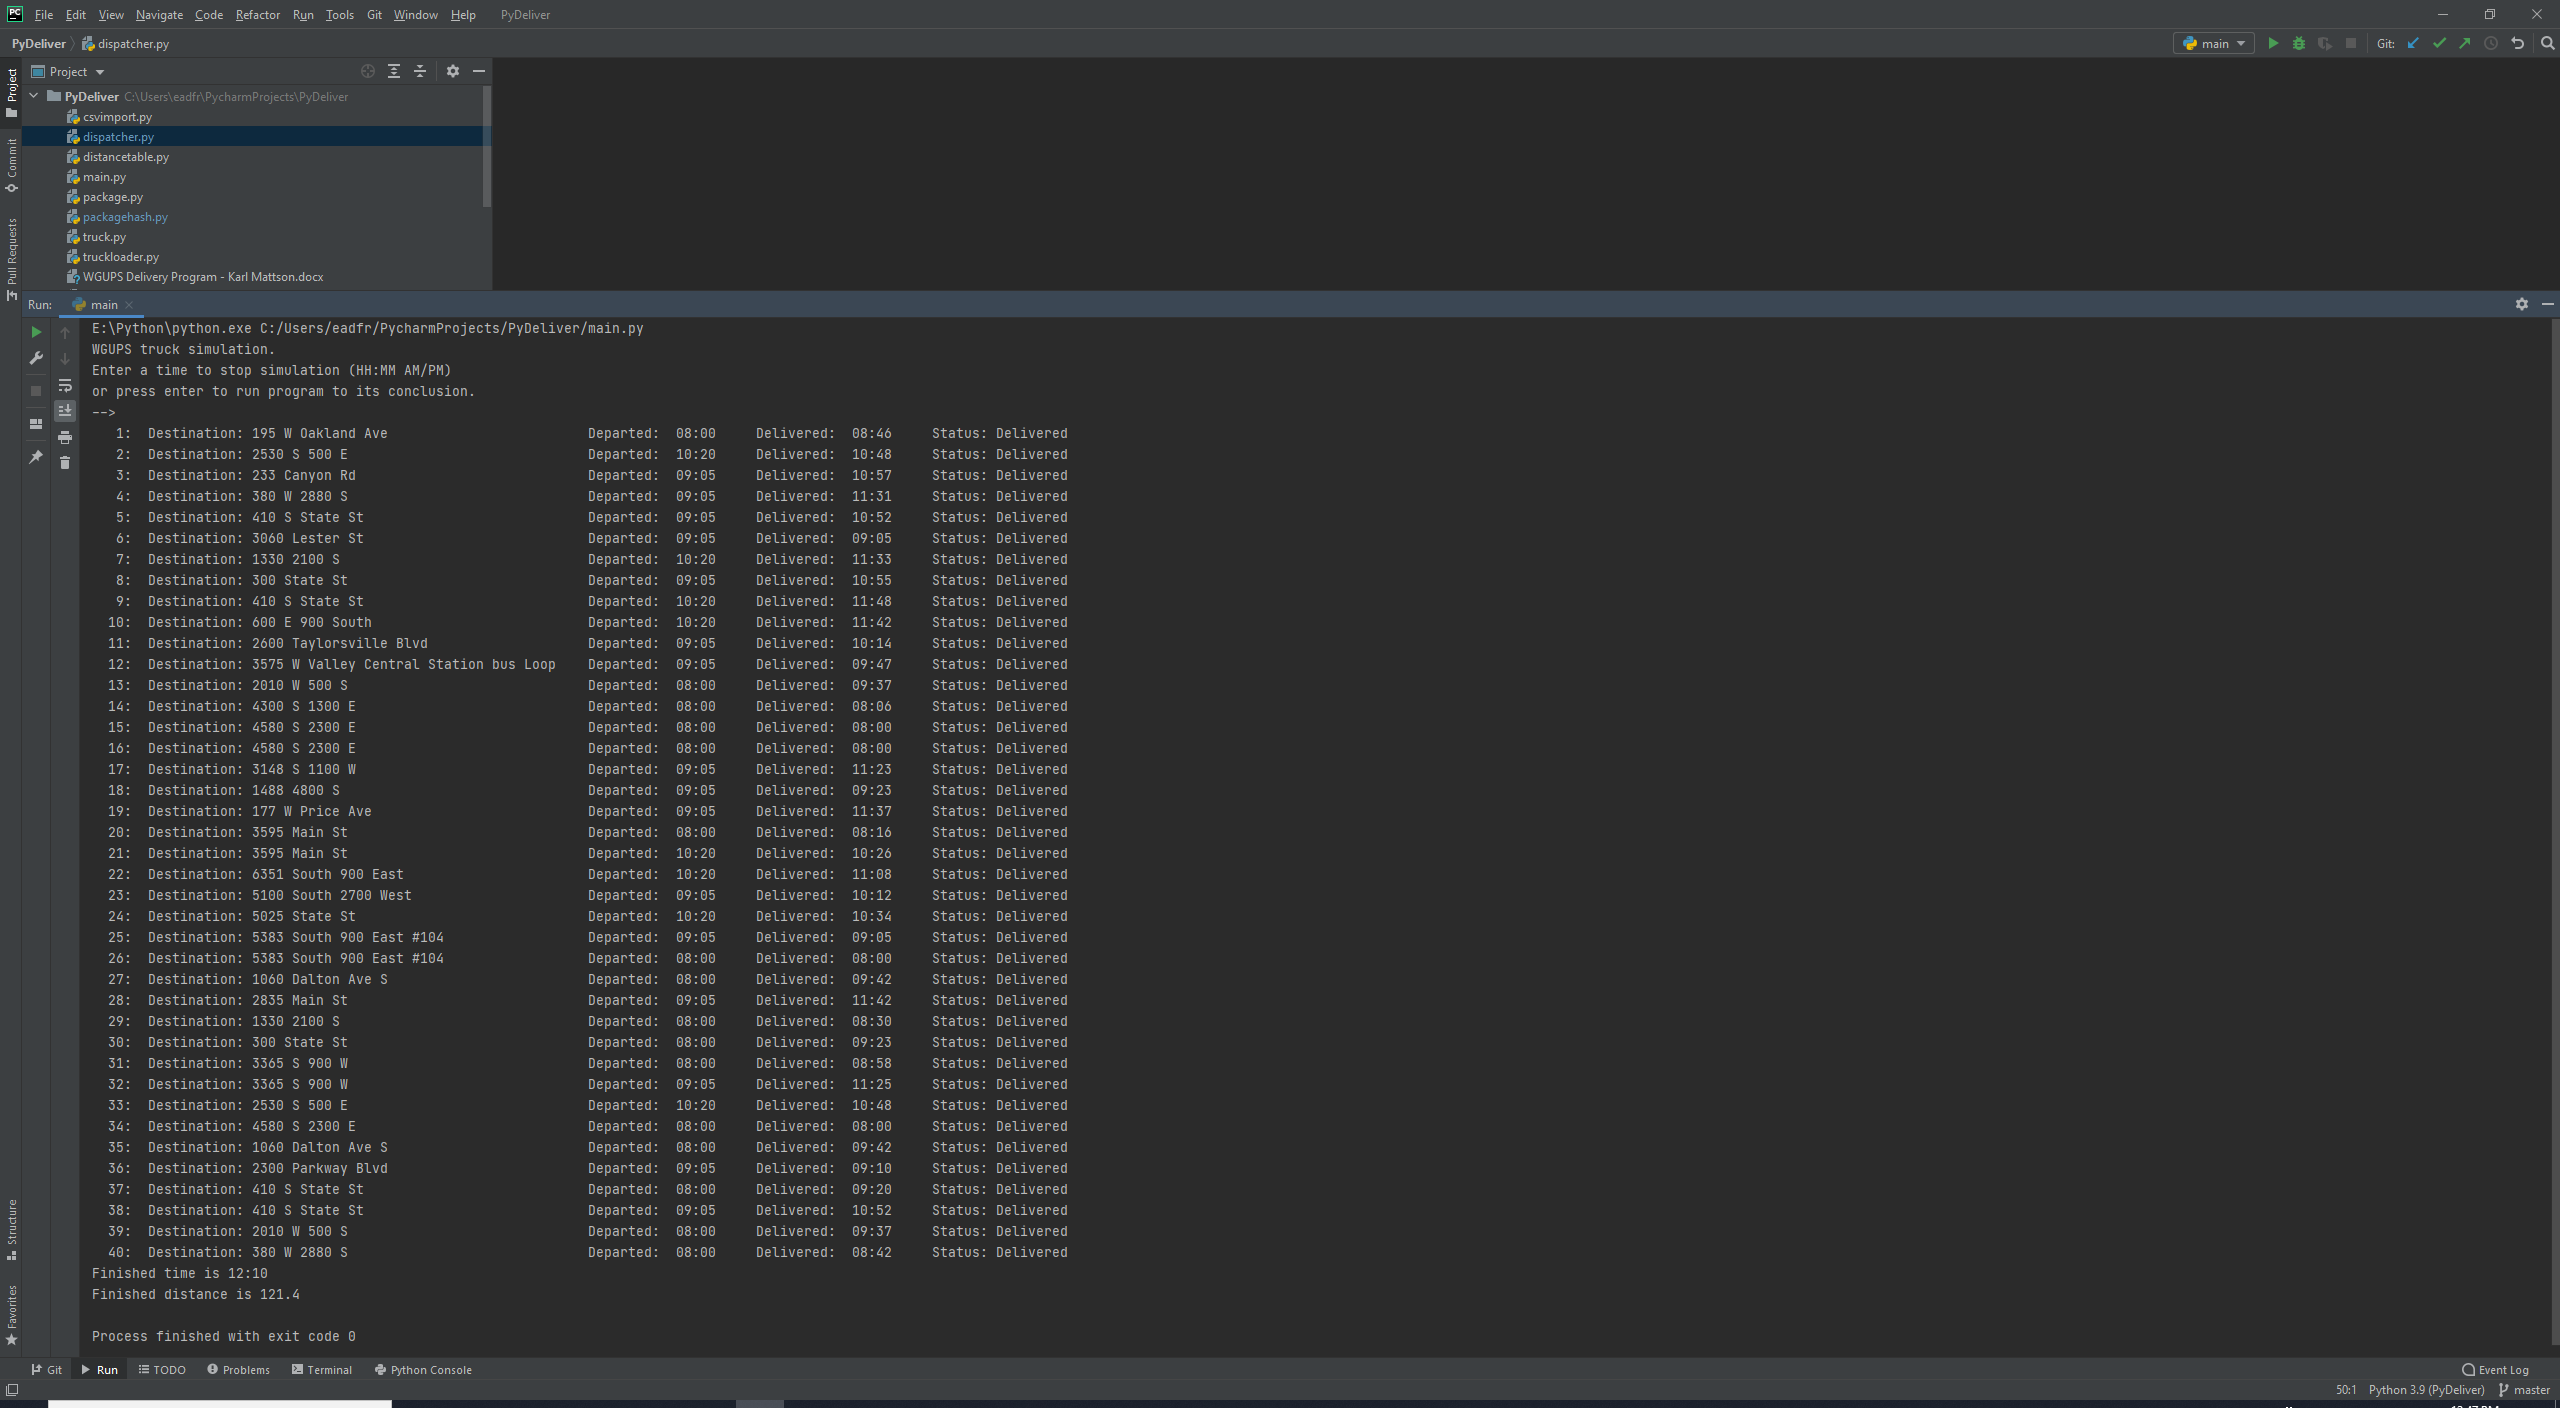 File Edit View Navigate Code Refactor Run Tools Git Window Help PyDeliver
PyDeliver dispatcher.py
main Git:
Project
PyDeliver C:\Users\eadfr\PycharmProjects\PyDeliver
csvimport.py
dispatcher.py
distancetable.py
main.py
package.py
packagehash.py
truck.py
truckloader.py
WGUPS Delivery Program - Karl Mattson.docx
Project
Commit
Pull Requests
Run: main
E:\Python\python.exe C:/Users/eadfr/PycharmProjects/PyDeliver/main.py
WGUPS truck simulation.
Enter a time to stop simulation (HH:MM AM/PM)
or press enter to run program to its conclusion.
-->
1: Destination: 195 W Oakland Ave Departed: 08:00 Delivered: 08:46 Status: Delivered
2: Destination: 2530 S 500 E Departed: 10:20 Delivered: 10:48 Status: Delivered
3: Destination: 233 Canyon Rd Departed: 09:05 Delivered: 10:57 Status: Delivered
4: Destination: 380 W 2880 S Departed: 09:05 Delivered: 11:31 Status: Delivered
5: Destination: 410 S State St Departed: 09:05 Delivered: 10:52 Status: Delivered
6: Destination: 3060 Lester St Departed: 09:05 Delivered: 09:05 Status: Delivered
7: Destination: 1330 2100 S Departed: 10:20 Delivered: 11:33 Status: Delivered
8: Destination: 300 State St Departed: 09:05 Delivered: 10:55 Status: Delivered
9: Destination: 410 S State St Departed: 10:20 Delivered: 11:48 Status: Delivered
10: Destination: 600 E 900 South Departed: 10:20 Delivered: 11:42 Status: Delivered
11: Destination: 2600 Taylorsville Blvd Departed: 09:05 Delivered: 10:14 Status: Delivered
12: Destination: 3575 W Valley Central Station bus Loop Departed: 09:05 Delivered: 09:47 Status: Delivered
13: Destination: 2010 W 500 S Departed: 08:00 Delivered: 09:37 Status: Delivered
14: Destination: 4300 S 1300 E Departed: 08:00 Delivered: 08:06 Status: Delivered
15: Destination: 4580 S 2300 E Departed: 08:00 Delivered: 08:00 Status: Delivered
16: Destination: 4580 S 2300 E Departed: 08:00 Delivered: 08:00 Status: Delivered
17: Destination: 3148 S 1100 W Departed: 09:05 Delivered: 11:23 Status: Delivered
18: Destination: 1488 4800 S Departed: 09:05 Delivered: 09:23 Status: Delivered
19: Destination: 177 W Price Ave Departed: 09:05 Delivered: 11:37 Status: Delivered
20: Destination: 3595 Main St Departed: 08:00 Delivered: 08:16 Status: Delivered
21: Destination: 3595 Main St Departed: 10:20 Delivered: 10:26 Status: Delivered
22: Destination: 6351 South 900 East Departed: 10:20 Delivered: 11:08 Status: Delivered
23: Destination: 5100 South 2700 West Departed: 09:05 Delivered: 10:12 Status: Delivered
24: Destination: 5025 State St Departed: 10:20 Delivered: 10:34 Status: Delivered
25: Destination: 5383 South 900 East #104 Departed: 09:05 Delivered: 09:05 Status: Delivered
26: Destination: 5383 South 900 East #104 Departed: 08:00 Delivered: 08:00 Status: Delivered
27: Destination: 1060 Dalton Ave S Departed: 08:00 Delivered: 09:42 Status: Delivered
28: Destination: 2835 Main St Departed: 09:05 Delivered: 11:42 Status: Delivered
29: Destination: 1330 2100 S Departed: 08:00 Delivered: 08:30 Status: Delivered
30: Destination: 300 State St Departed: 08:00 Delivered: 09:23 Status: Delivered
31: Destination: 3365 S 900 W Departed: 08:00 Delivered: 08:58 Status: Delivered
32: Destination: 3365 S 900 W Departed: 09:05 Delivered: 11:25 Status: Delivered
33: Destination: 2530 S 500 E Departed: 10:20 Delivered: 10:48 Status: Delivered
34: Destination: 4580 S 2300 E Departed: 08:00 Delivered: 08:00 Status: Delivered
35: Destination: 1060 Dalton Ave S Departed: 08:00 Delivered: 09:42 Status: Delivered
36: Destination: 2300 Parkway Blvd Departed: 09:05 Delivered: 09:10 Status: Delivered
37: Destination: 410 S State St Departed: 08:00 Delivered: 09:20 Status: Delivered
38: Destination: 410 S State St Departed: 09:05 Delivered: 10:52 Status: Delivered
39: Destination: 2010 W 500 S Departed: 08:00 Delivered: 09:37 Status: Delivered
40: Destination: 380 W 2880 S Departed: 08:00 Delivered: 08:42 Status: Delivered
Finished time is 12:10
Finished distance is 121.4
Process finished with exit code 0
Structure
Favorites
Git Run TODO Problems Terminal Python Console Event Log
50:1 Python 3.9 (PyDeliver) master